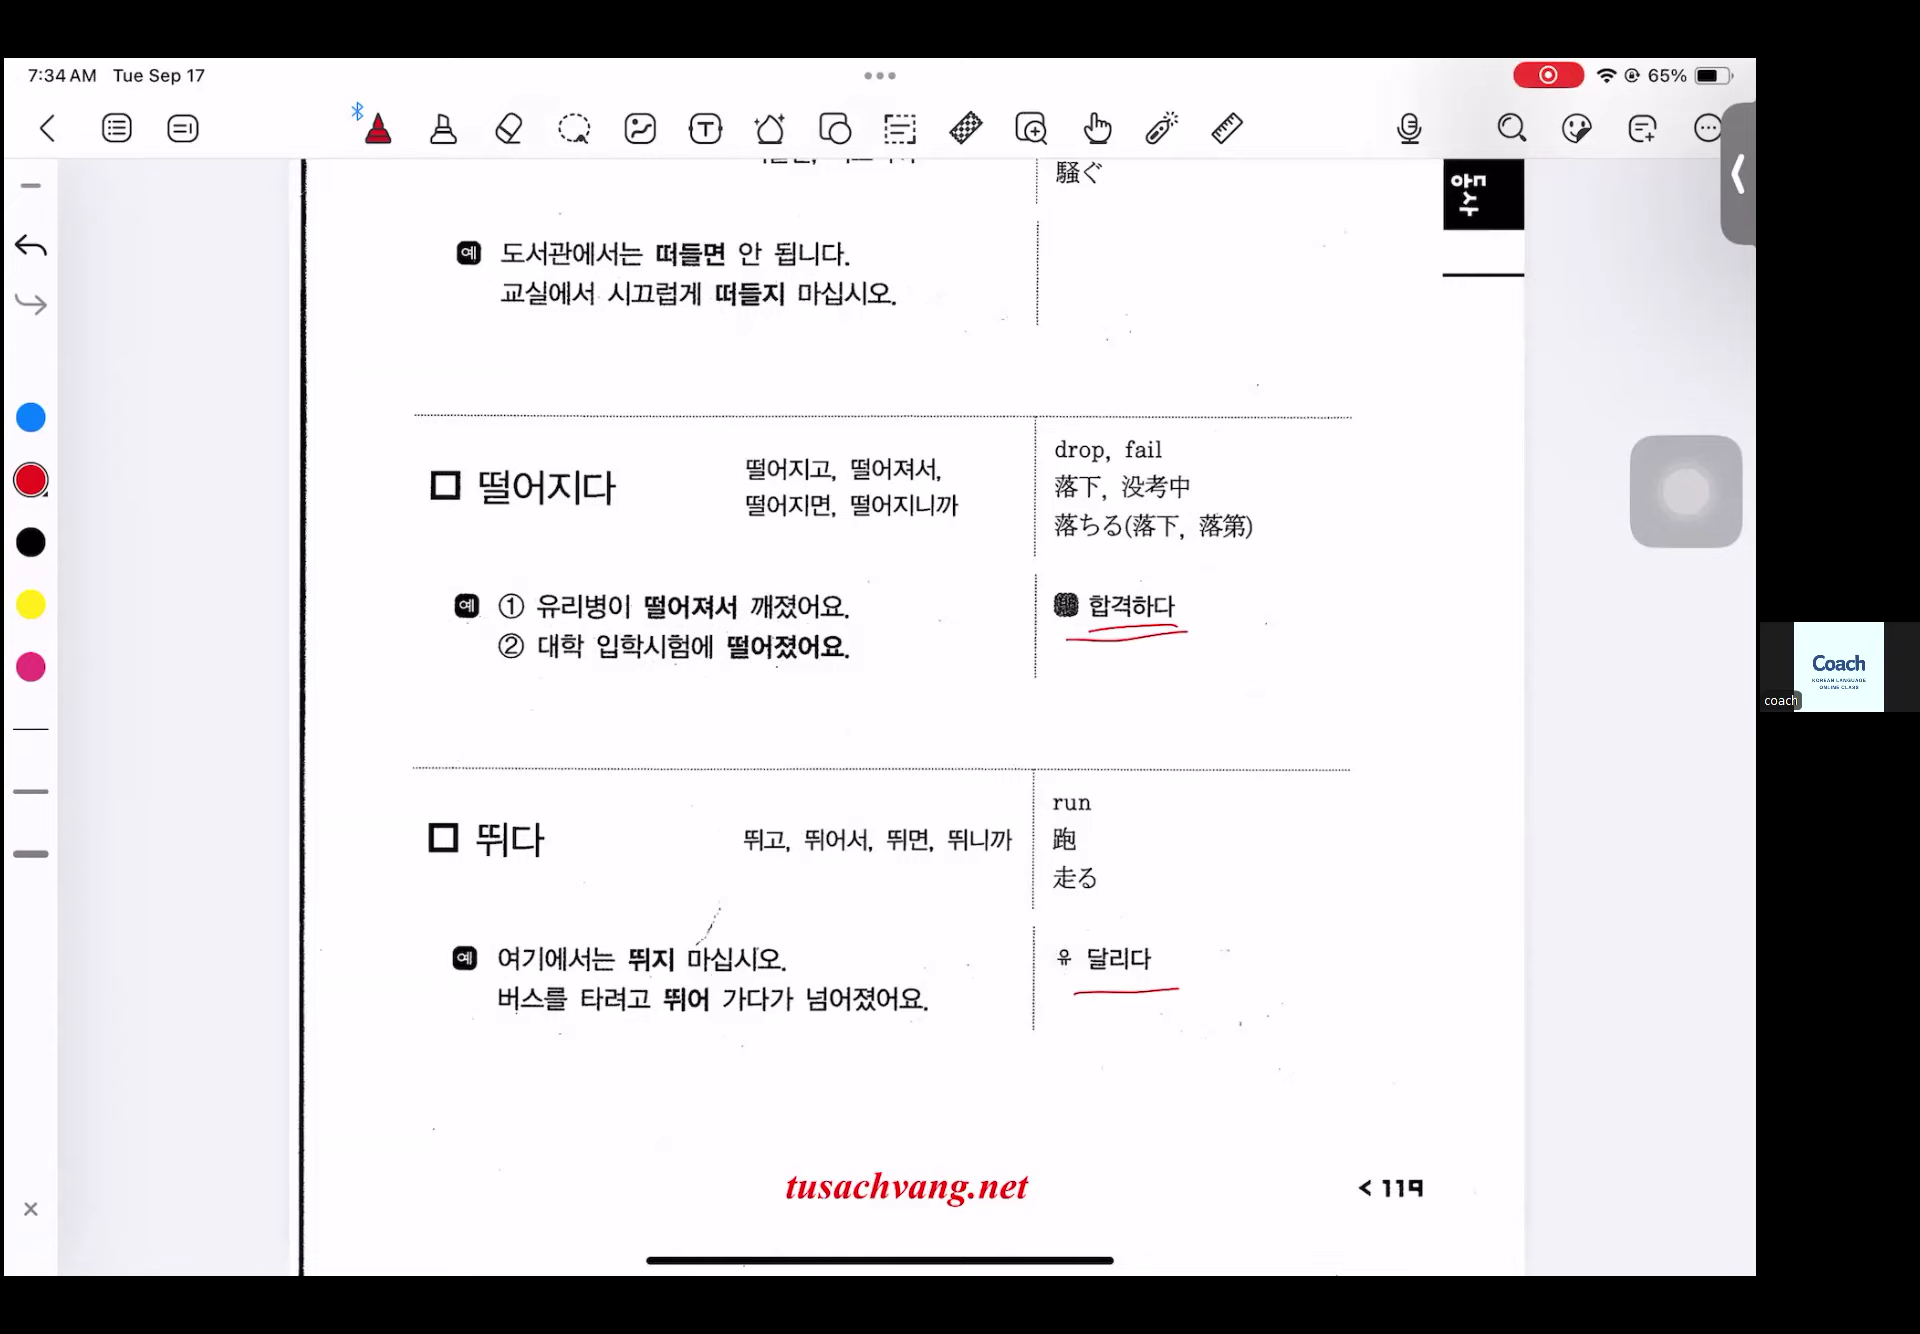 7:34 AM Tue Sep 17
65%
騒ぐ
수업
예 도서관에서는 떠들면 안 됩니다.
교실에서 시끄럽게 떠들지 마십시오.
떨어지다
떨어지고, 떨어져서,
떨어지면, 떨어지니까
drop, fail
落下, 没考中
落ちる(落下, 落第)
예 ① 유리병이 떨어져서 깨졌어요.
② 대학 입학시험에 떨어졌어요.
합격하다
뛰다
뛰고, 뛰어서, 뛰면, 뛰니까
run
跑
走る
예 여기에서는 뛰지 마십시오.
버스를 타려고 뛰어 가다가 넘어졌어요.
유 달리다
tusachvang.net
< 119
Coach
KOREAN LANGUAGE
ONLINE CLASS
coach